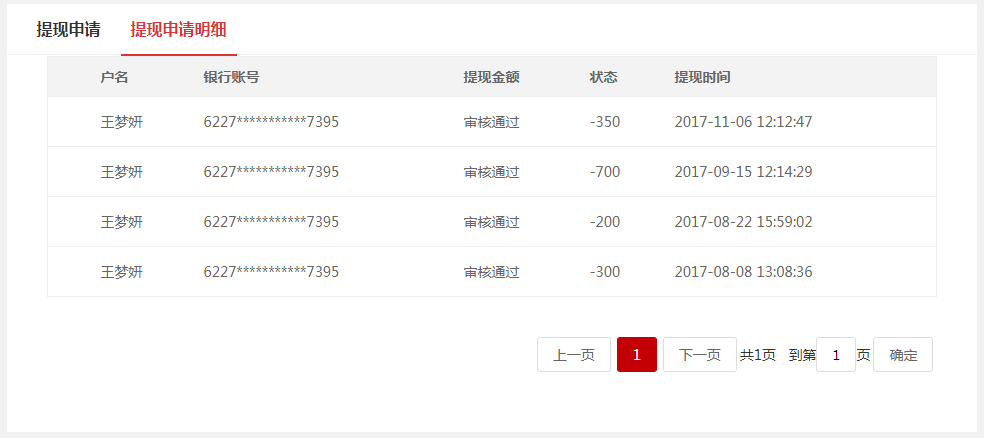 提现申请 提现申请明细
户名 银行账号 提现金额 状态 提现时间
王梦妍 6227***********7395 审核通过 -350 2017-11-06 12:12:47
王梦妍 6227***********7395 审核通过 -700 2017-09-15 12:14:29
王梦妍 6227***********7395 审核通过 -200 2017-08-22 15:59:02
王梦妍 6227***********7395 审核通过 -300 2017-08-08 13:08:36
上一页 1 下一页 共1页 到第 1 页 确定